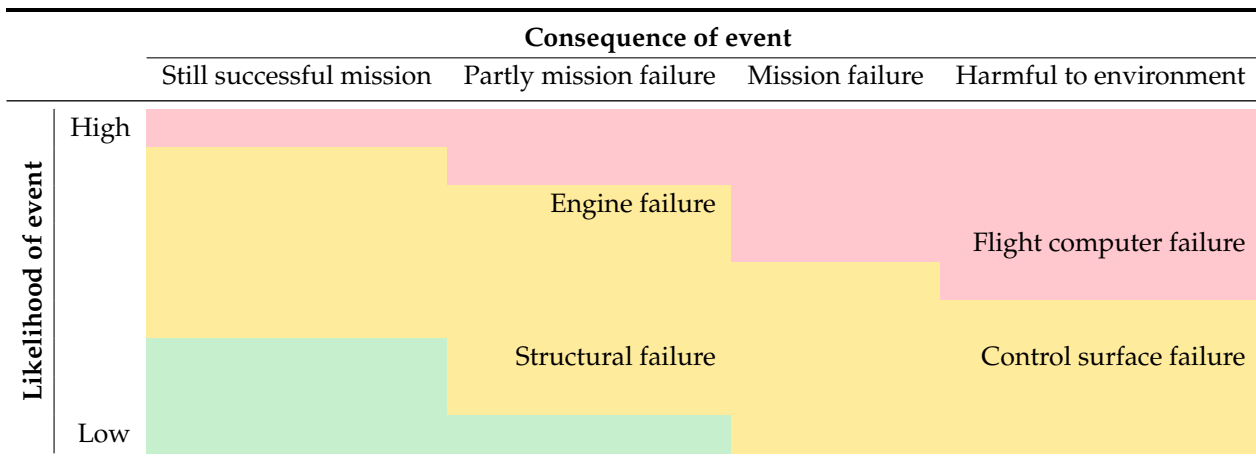 Consequence of event
Still successful mission Partly mission failure Mission failure Harmful to environment
Likelihood of event
High
Engine failure
Flight computer failure
Structural failure Control surface failure
Low